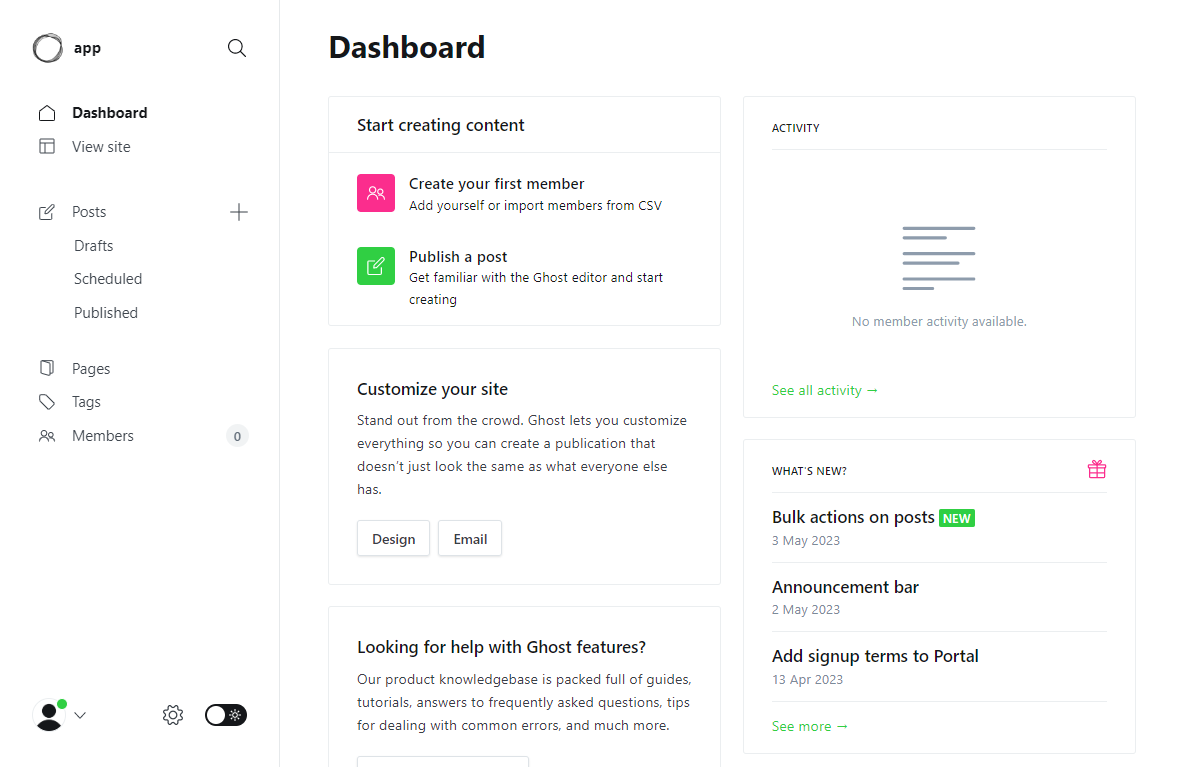 app
Dashboard
View site
Posts
Drafts
Scheduled
Published
Pages
Tags
Members
0
Dashboard
Start creating content
Create your first member
Add yourself or import members from CSV
Publish a post
Get familiar with the Ghost editor and start
creating
Customize your site
Stand out from the crowd. Ghost lets you customize
everything so you can create a publication that
doesn't just look the same as what everyone else
has.
Design
Email
Looking for help with Ghost features?
Our product knowledgebase is packed full of guides,
tutorials, answers to frequently asked questions, tips
for dealing with common errors, and much more.
ACTIVITY
No member activity available.
See all activity →
WHAT'S NEW?
Bulk actions on posts NEW
3 May 2023
Announcement bar
2 May 2023
Add signup terms to Portal
13 Apr 2023
See more →